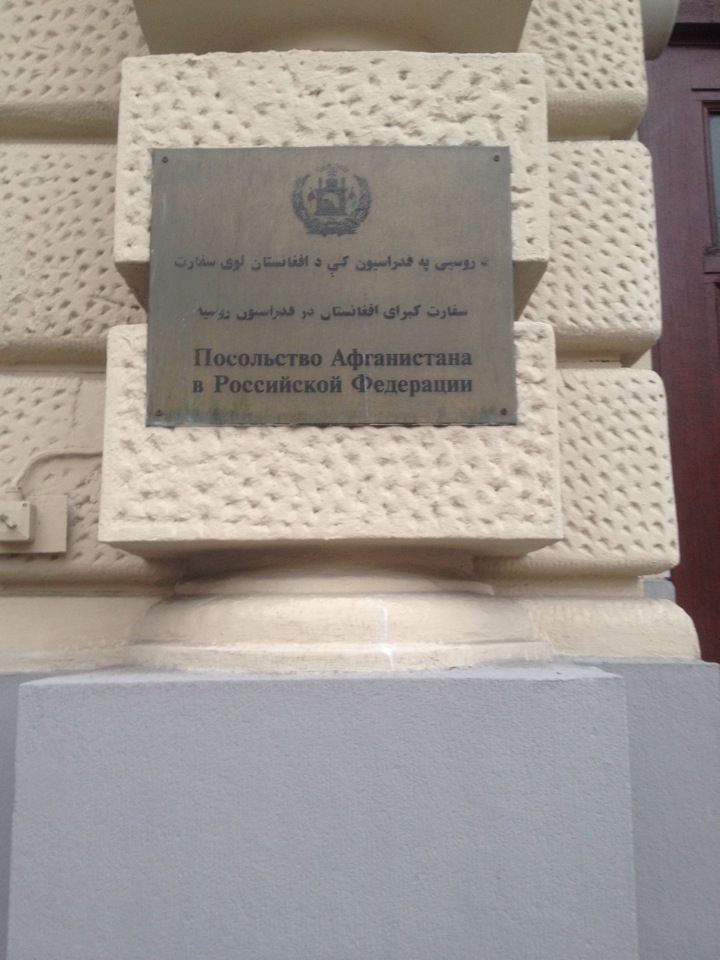 د روسیې په فدراسیون کې د افغانستان لوی سفارت
سفارت کبرای افغانستان در فدراسیون روسیه
Посольство Афганистана
в Российской Федерации